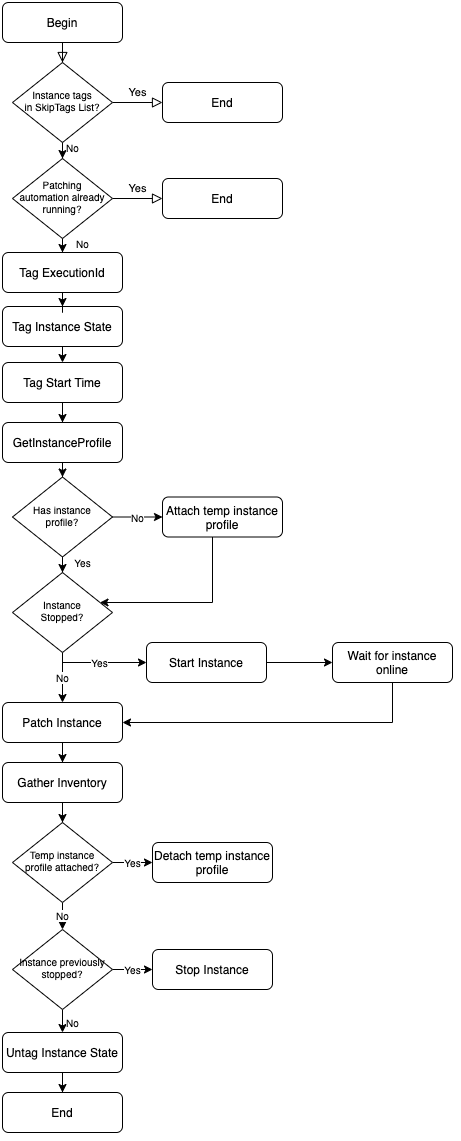 Begin
Instance tags
in SkipTags List?
Yes
End
No
Patching
automation already
running?
Yes
End
No
Tag ExecutionId
Tag Instance State
Tag Start Time
GetInstanceProfile
Has instance
profile?
No
Attach temp instance
profile
Yes
Instance
Stopped?
Yes
Start Instance
Wait for instance
online
No
Patch Instance
Gather Inventory
Temp instance
profile attached?
Yes
Detach temp instance
profile
No
Instance previously
stopped?
Yes
Stop Instance
No
Untag Instance State
End